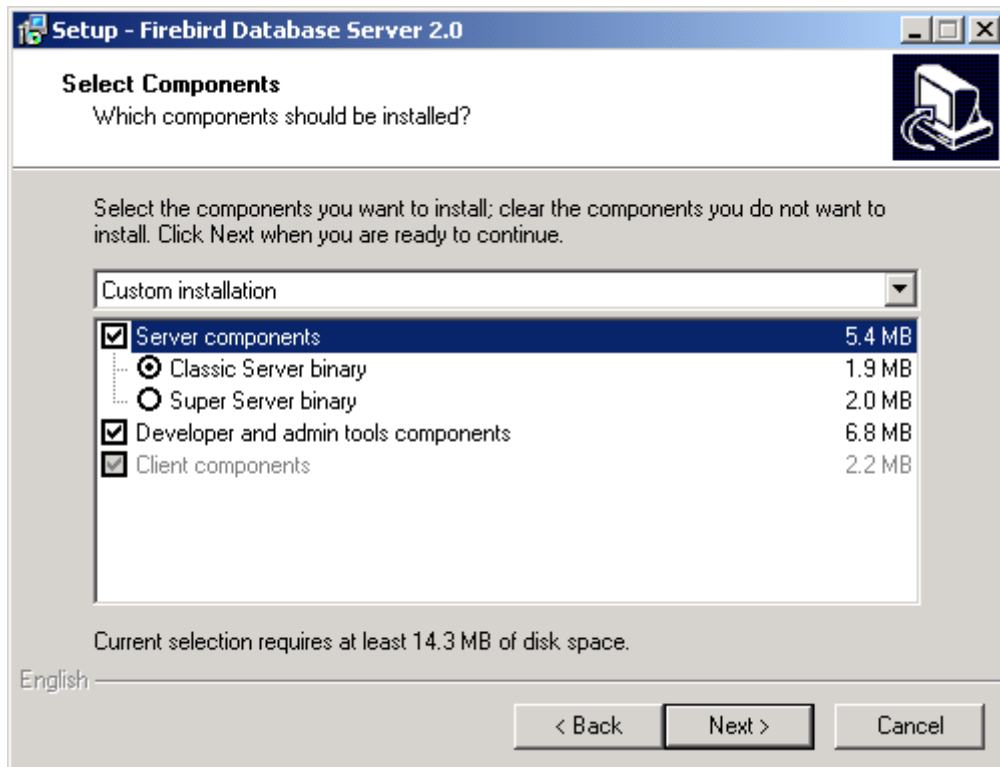 Setup - Firebird Database Server 2.0
Select Components
Which components should be installed?
Select the components you want to install; clear the components you do not want to
install. Click Next when you are ready to continue.
Custom installation
Server components 5.4 MB
Classic Server binary 1.9 MB
Super Server binary 2.0 MB
Developer and admin tools components 6.8 MB
Client components 2.2 MB
Current selection requires at least 14.3 MB of disk space.
English
< Back Next > Cancel